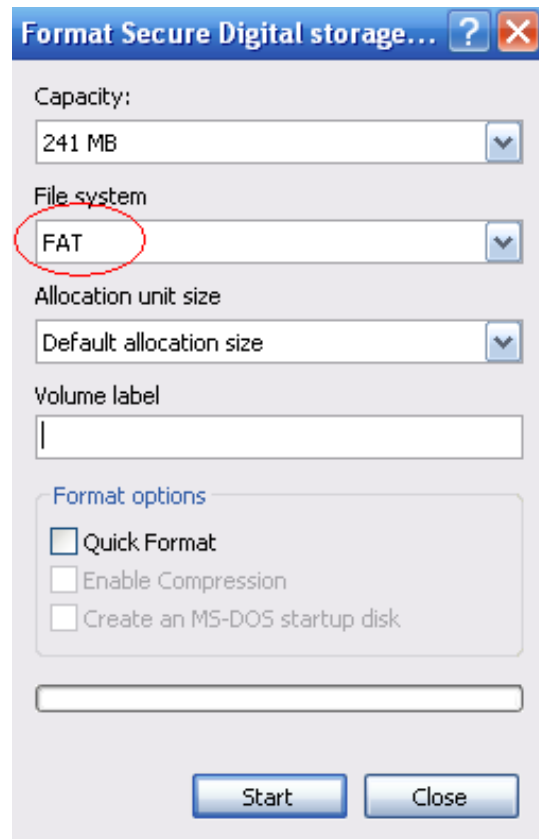 Format Secure Digital storage...
Capacity:
241 MB
File system
FAT
Allocation unit size
Default allocation size
Volume label
Format options
Quick Format
Enable Compression
Create an MS-DOS startup disk
Start Close